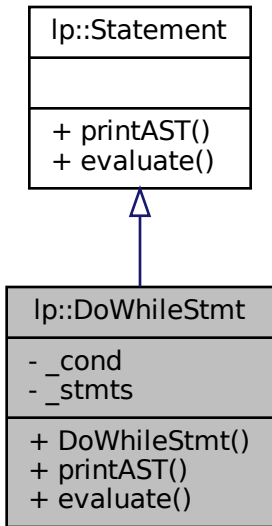 lp::Statement
+ printAST()
+ evaluate()
lp::DoWhileStmt
- _cond
- _stmts
+ DoWhileStmt()
+ printAST()
+ evaluate()